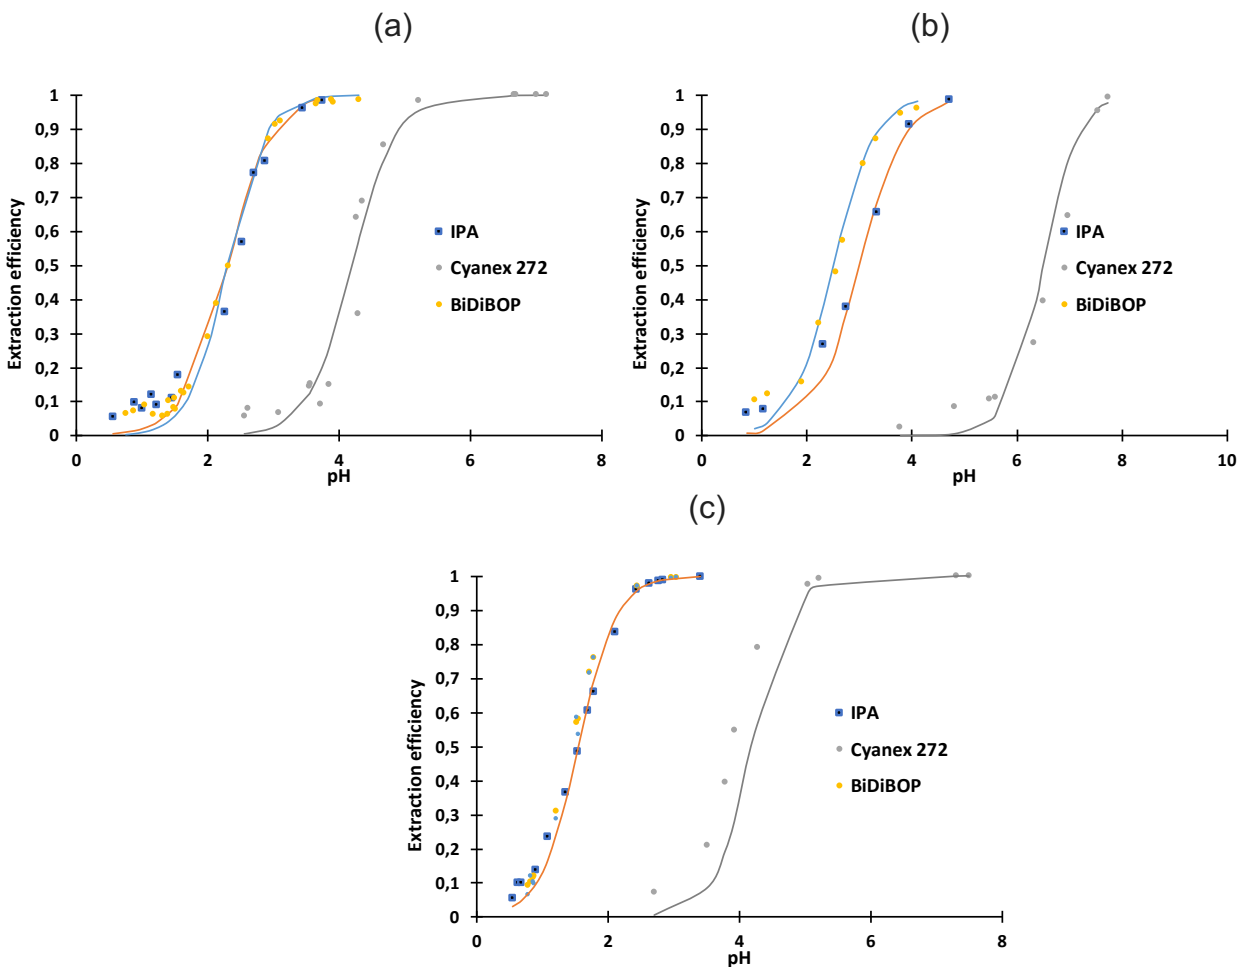 (a)
Extraction efficiency
1
0,9
0,8
0,7
0,6
0,5
0,4
0,3
0,2
0,1
0
0 2 4 6 8
pH
IPA
Cyanex 272
BiDiBOP
(b)
Extraction efficiency
1
0,9
0,8
0,7
0,6
0,5
0,4
0,3
0,2
0,1
0
0 2 4 6 8 10
pH
IPA
Cyanex 272
BiDiBOP
(c)
Extraction efficiency
1
0,9
0,8
0,7
0,6
0,5
0,4
0,3
0,2
0,1
0
0 2 4 6 8
pH
IPA
Cyanex 272
BiDiBOP